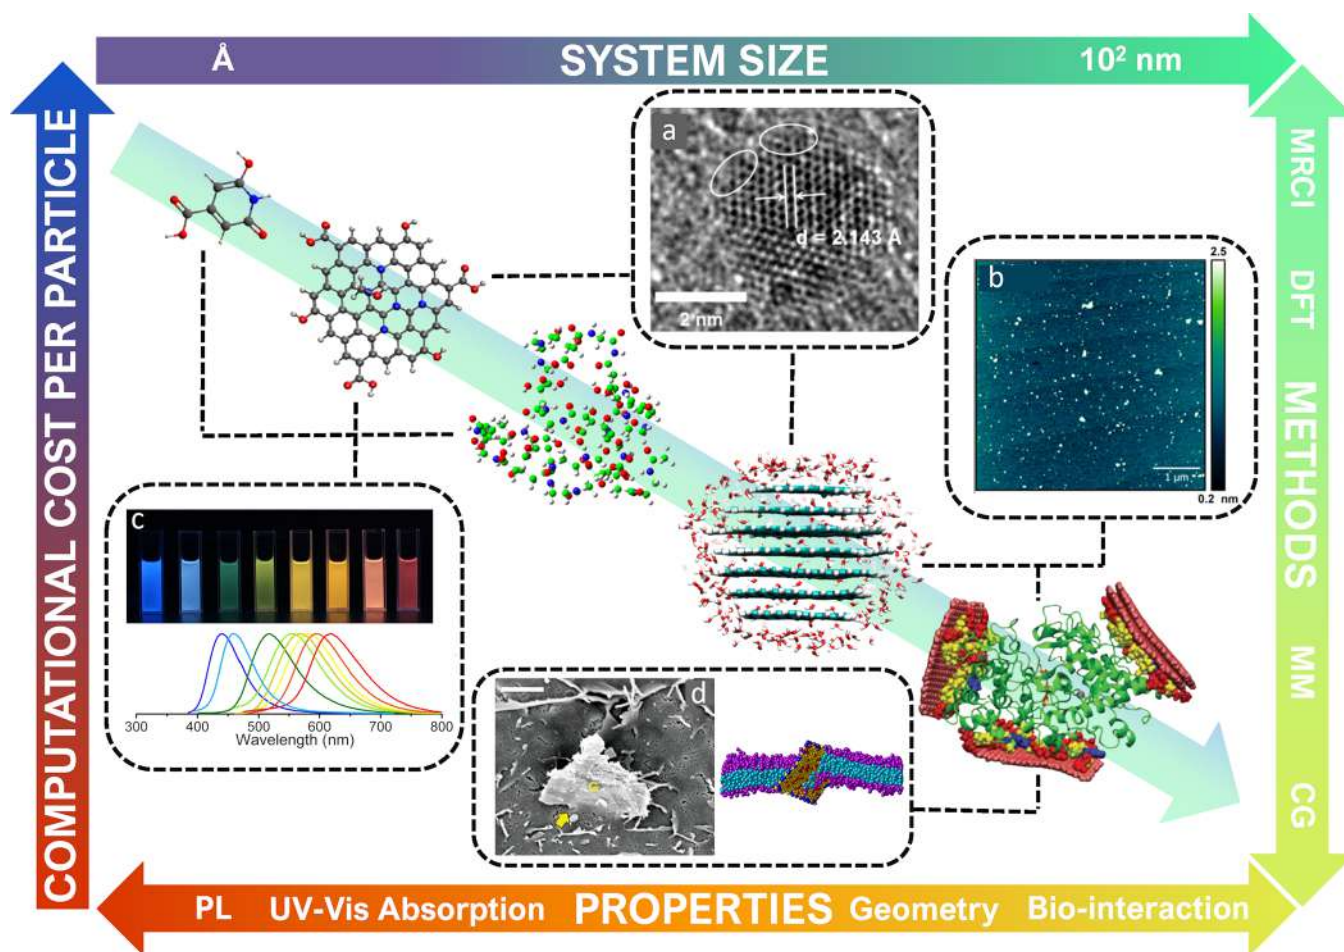 Å
SYSTEM SIZE
10² nm
COMPUTATIONAL COST PER PARTICLE
a
d = 2.143 Å
2 nm
b
2.5
1 µm
0.2 nm
MRCI
DFT
METHODS
MM
CG
c
300 400 500 600 700 800
Wavelength (nm)
d
G
PL
UV-Vis Absorption
PROPERTIES
Geometry
Bio-interaction